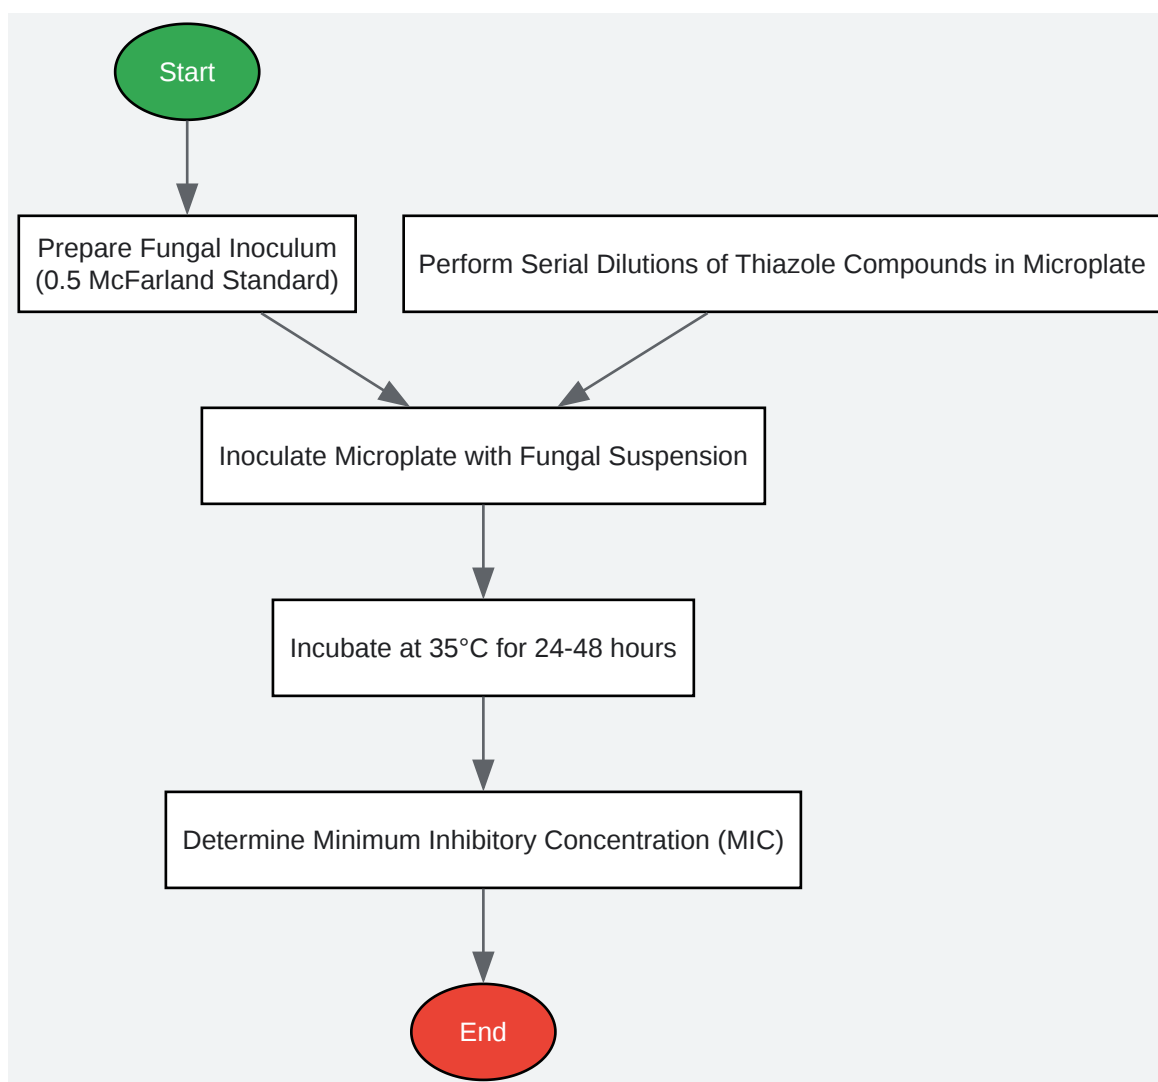 Start
Prepare Fungal Inoculum
(0.5 McFarland Standard)
Perform Serial Dilutions of Thiazole Compounds in Microplate
Inoculate Microplate with Fungal Suspension
Incubate at 35°C for 24-48 hours
Determine Minimum Inhibitory Concentration (MIC)
End